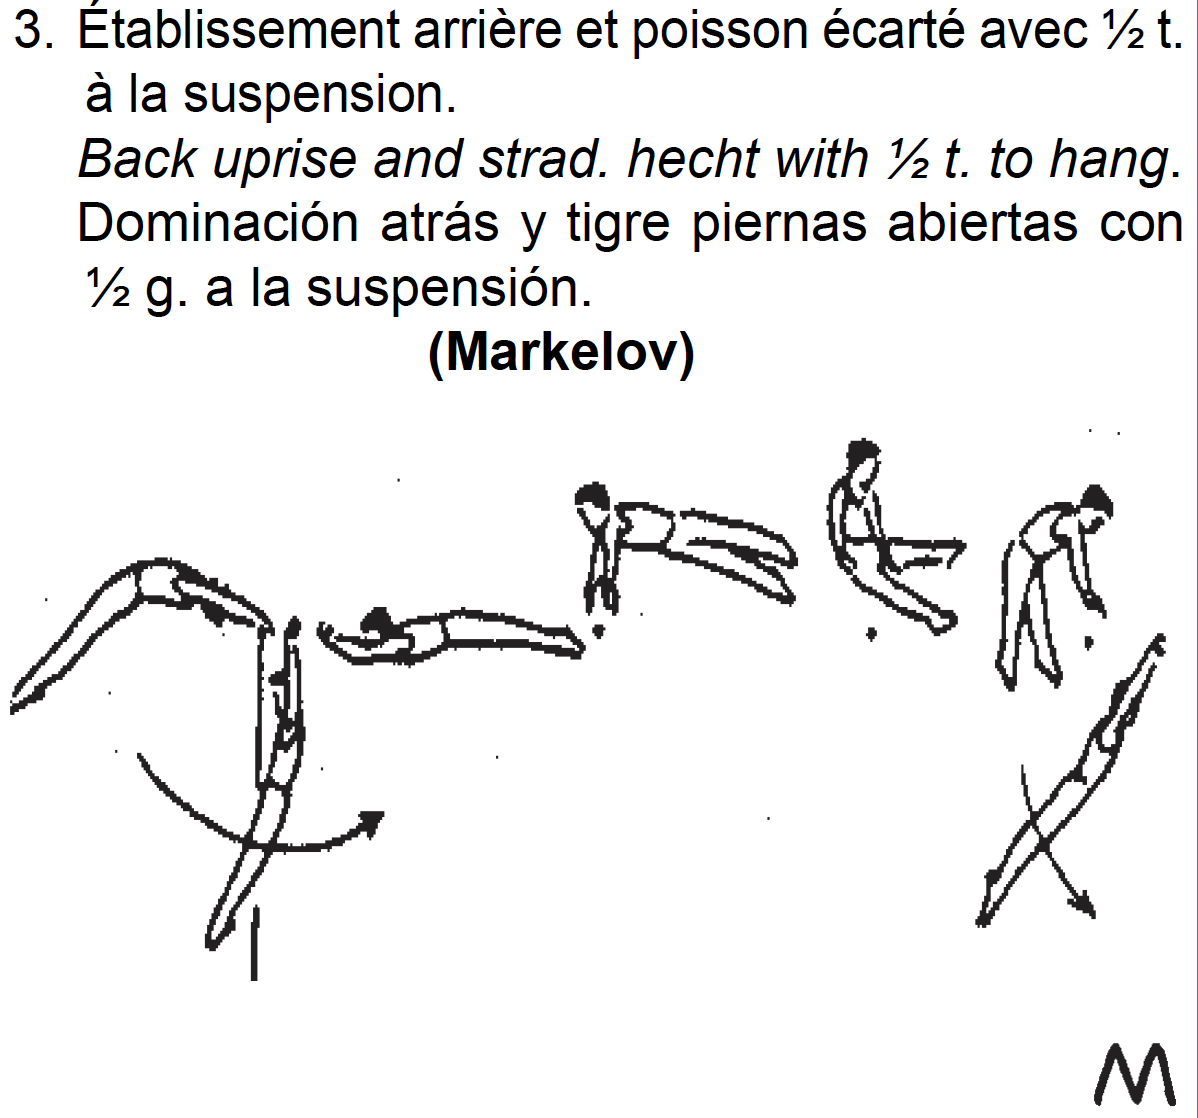 3. Établissement arrière et poisson écarté avec ½ t.
à la suspension.
Back uprise and strad. hecht with ½ t. to hang.
Dominación atrás y tigre piernas abiertas con
½ g. a la suspensión.
(Markelov)
M